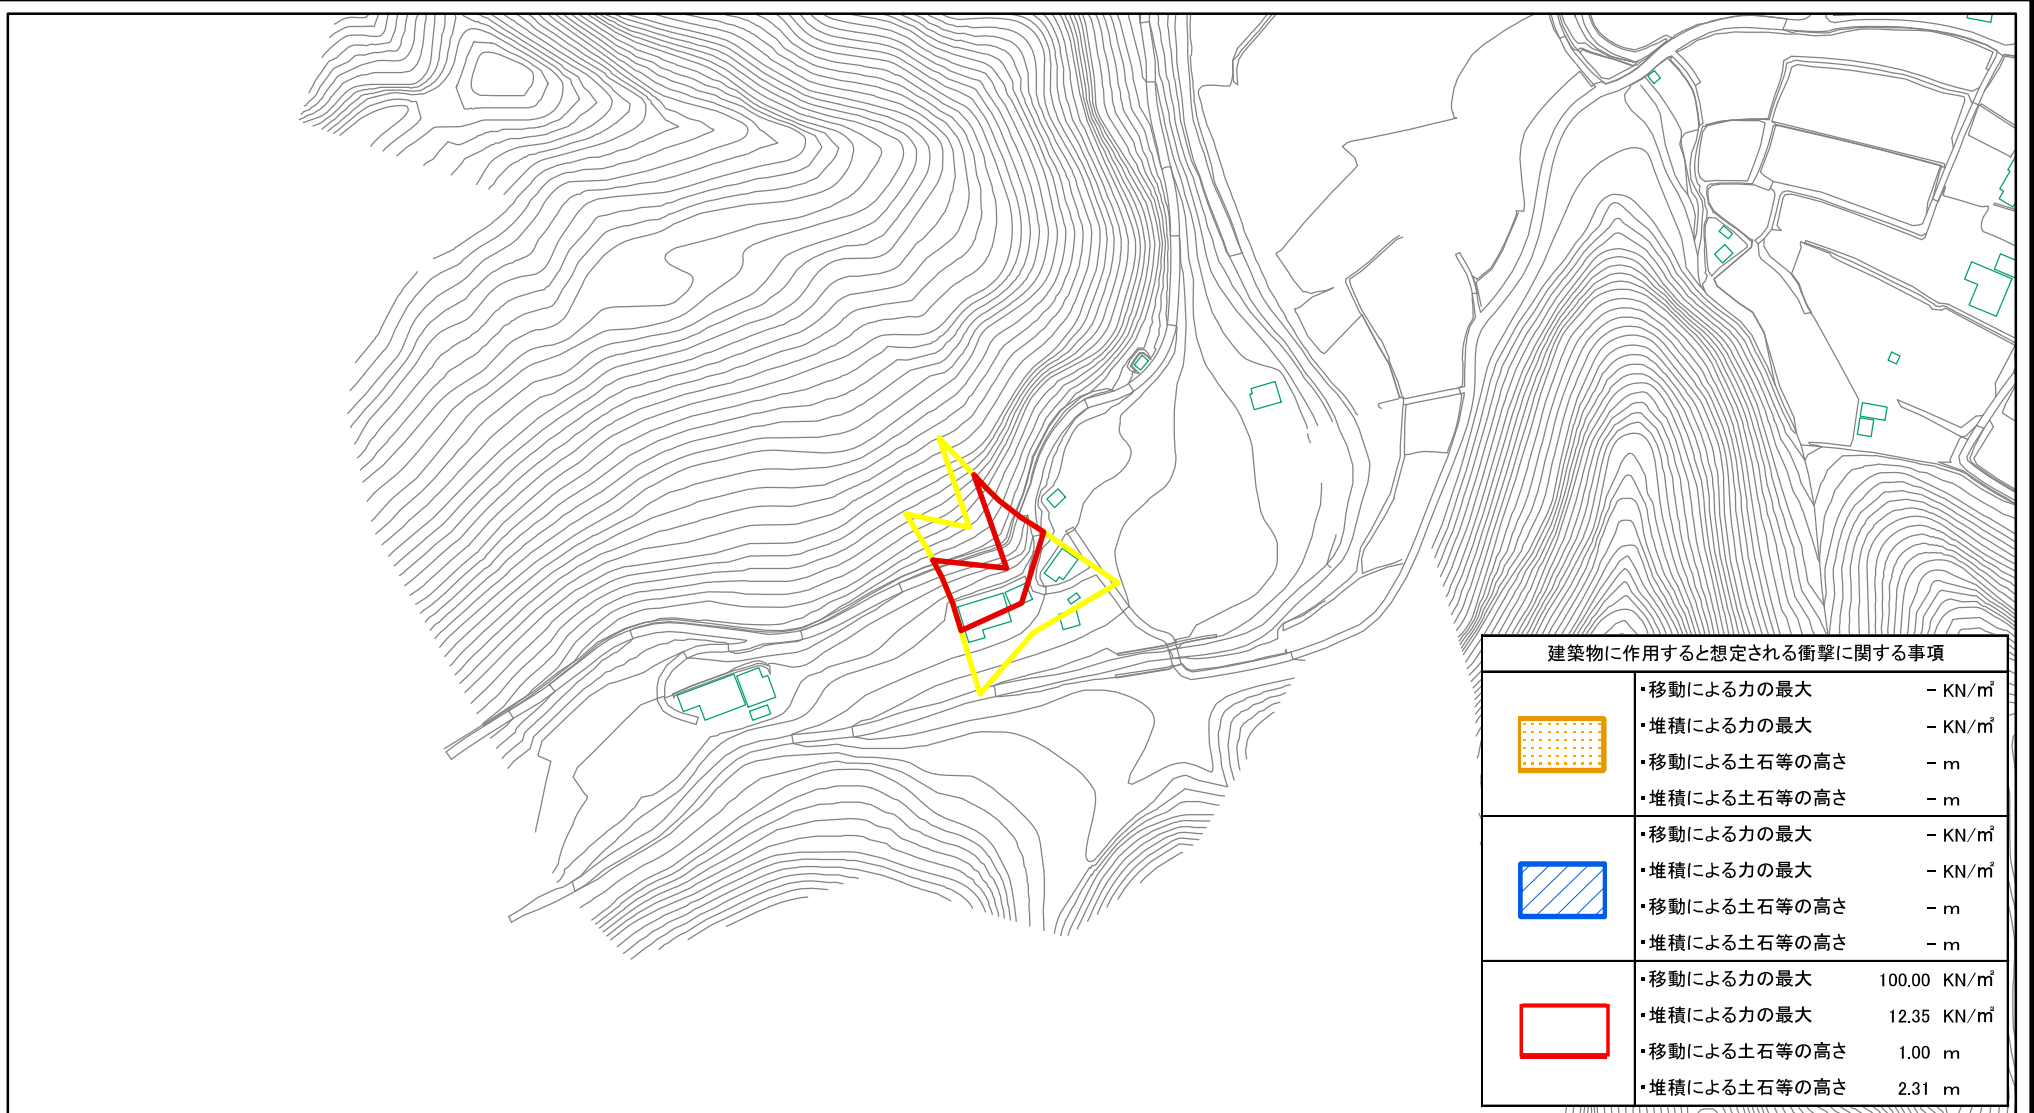 建築物に作用すると想定される衝撃に関する事項
・移動による力の最大 - KN/㎡
・堆積による力の最大 - KN/㎡
・移動による土石等の高さ - m
・堆積による土石等の高さ - m
・移動による力の最大 - KN/㎡
・堆積による力の最大 - KN/㎡
・移動による土石等の高さ - m
・堆積による土石等の高さ - m
・移動による力の最大 100.00 KN/㎡
・堆積による力の最大 12.35 KN/㎡
・移動による土石等の高さ 1.00 m
・堆積による土石等の高さ 2.31 m